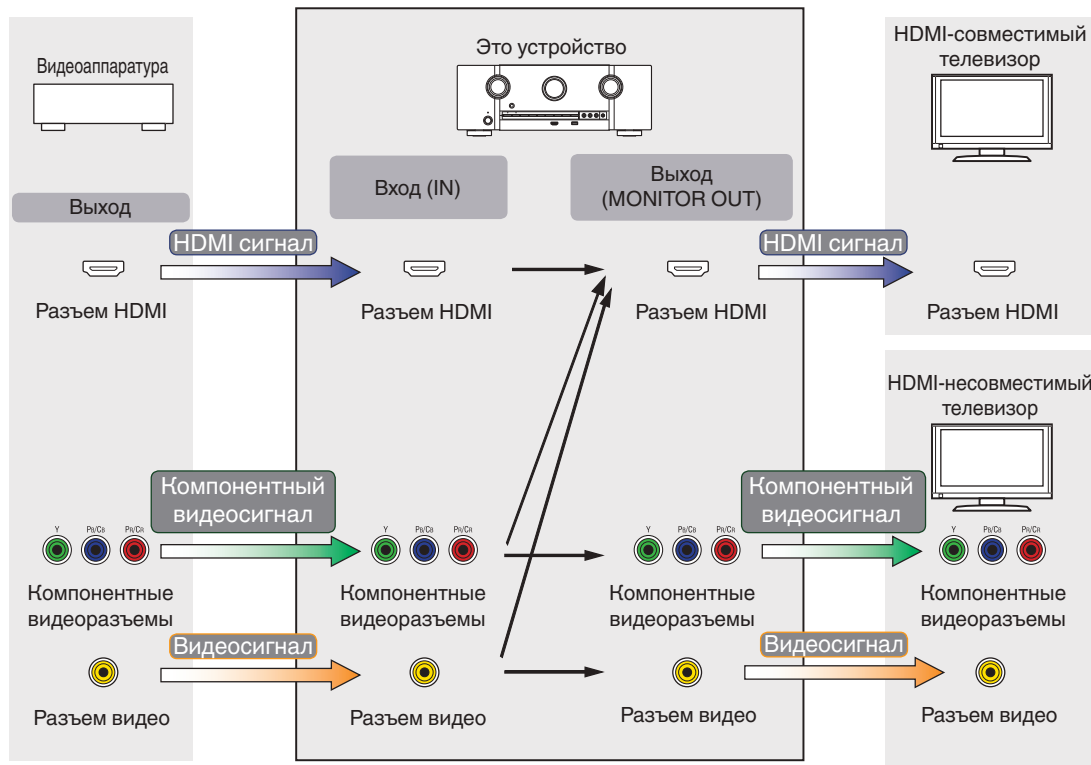 Видеоаппаратура
Это устройство
HDMI-совместимый
телевизор
Выход
Вход (IN)
Выход
(MONITOR OUT)
HDMI сигнал
HDMI сигнал
Разъем HDMI
Разъем HDMI
Разъем HDMI
Разъем HDMI
HDMI-несовместимый
телевизор
Компонентный
видеосигнал
Компонентный
видеосигнал
Y PB/CB PR/CR
Y PB/CB PR/CR
Y PB/CB PR/CR
Y PB/CB PR/CR
Компонентные
видеоразъемы
Компонентные
видеоразъемы
Компонентные
видеоразъемы
Компонентные
видеоразъемы
Видеосигнал
Видеосигнал
Разъем видео
Разъем видео
Разъем видео
Разъем видео